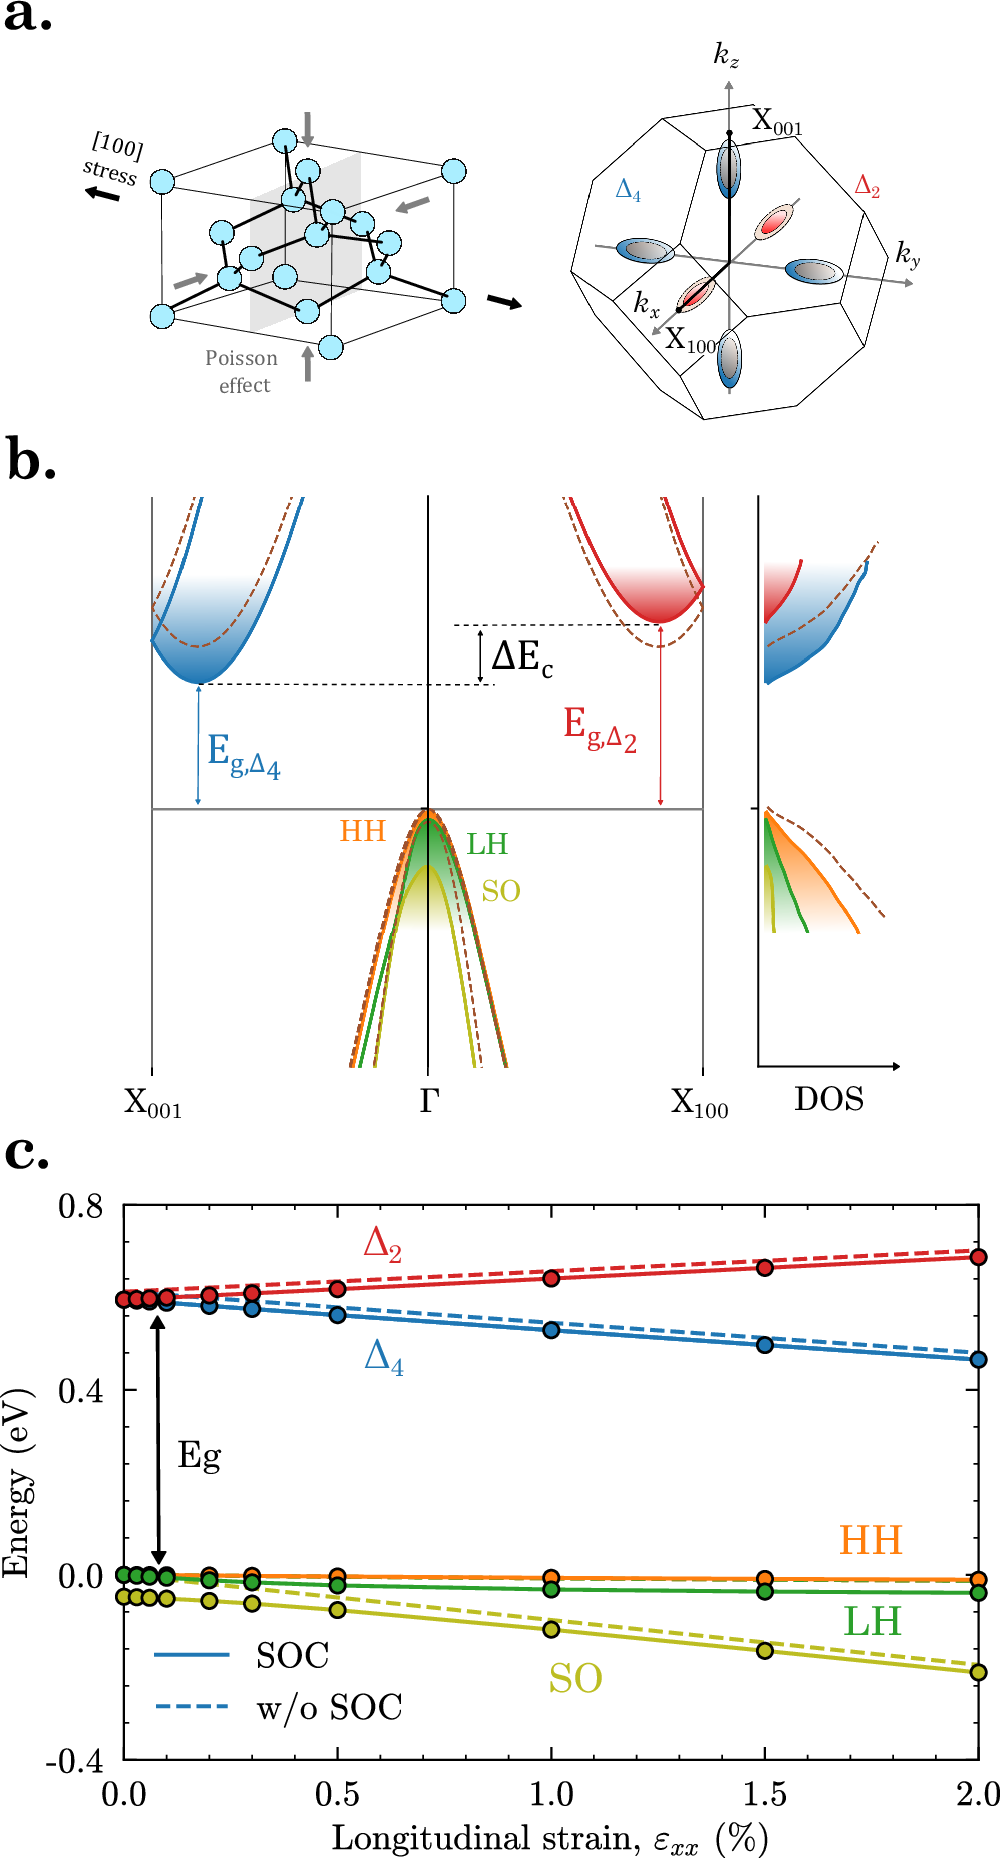 a.
[100]
stress
Poisson
effect
k_z
X_001
Δ_4
Δ_2
k_y
k_x
X_100
b.
ΔE_c
E_g,Δ_4
E_g,Δ_2
HH
LH
SO
X_001
Γ
X_100
DOS
c.
0.8
Δ_2
Δ_4
0.4
Energy (eV)
Eg
HH
0.0
LH
SOC
SO
w/o SOC
-0.4
0.0
0.5
1.0
1.5
2.0
Longitudinal strain, ε_xx (%)